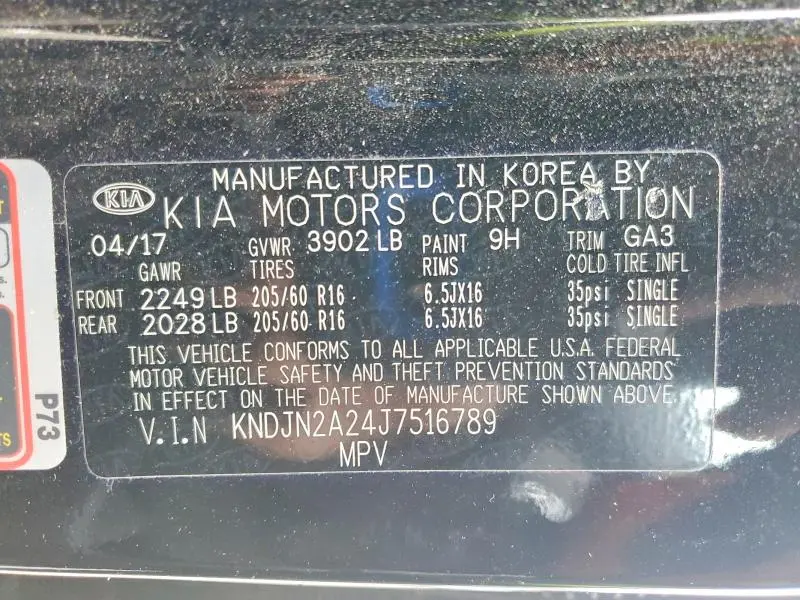 MANUFACTURED IN KOREA BY
KIA KIA MOTORS CORPORATION
04/17 GVWR 3902 LB PAINT 9H TRIM GA3
GAWR TIRES RIMS COLD TIRE INFL
FRONT 2249 LB 205/60 R16 6.5JX16 35psi SINGLE
REAR 2028 LB 205/60 R16 6.5JX16 35psi SINGLE
THIS VEHICLE CONFORMS TO ALL APPLICABLE U.S.A. FEDERAL
MOTOR VEHICLE SAFETY AND THEFT PREVENTION STANDARDS
IN EFFECT ON THE DATE OF MANUFACTURE SHOWN ABOVE.
V.I.N KNDJN2A24J7516789
MPV
P73